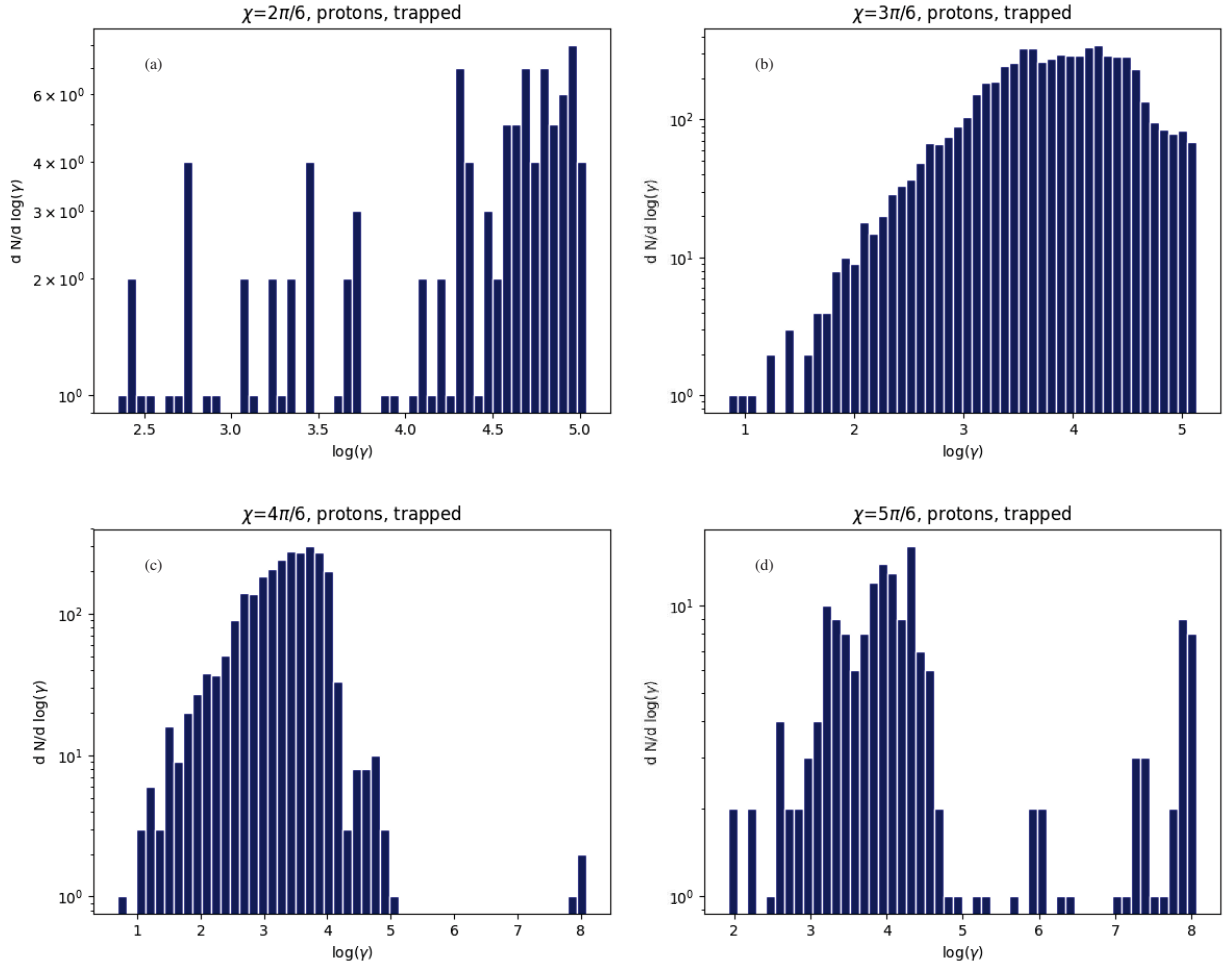 χ=2π/6, protons, trapped
(a)
6 × 10⁰
4 × 10⁰
3 × 10⁰
2 × 10⁰
10⁰
d N/d log(γ)
2.5 3.0 3.5 4.0 4.5 5.0
log(γ)
χ=3π/6, protons, trapped
(b)
10²
10¹
10⁰
d N/d log(γ)
1 2 3 4 5
log(γ)
χ=4π/6, protons, trapped
(c)
10²
10¹
10⁰
d N/d log(γ)
1 2 3 4 5 6 7 8
log(γ)
χ=5π/6, protons, trapped
(d)
10¹
10⁰
d N/d log(γ)
2 3 4 5 6 7 8
log(γ)